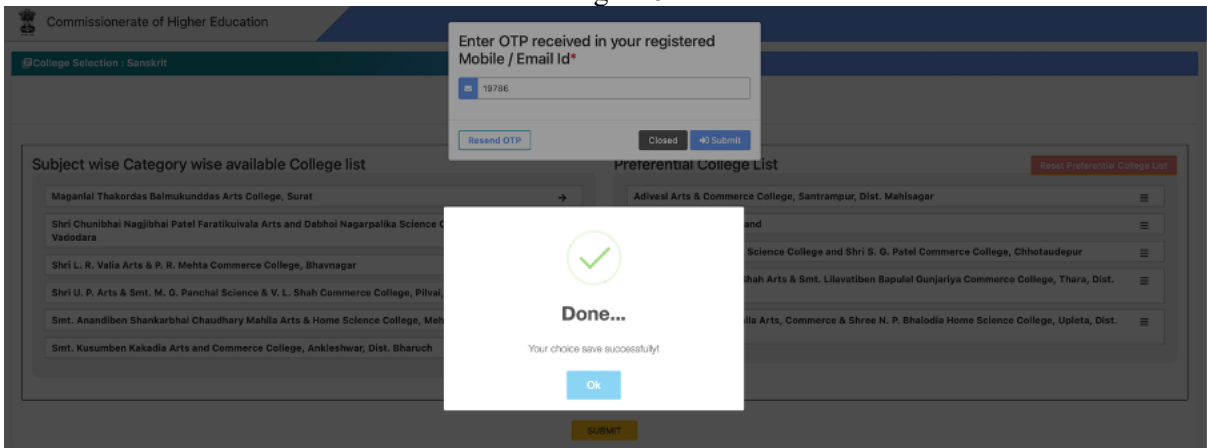 Commissionerate of Higher Education
College Selection : Sanskrit
Enter OTP received in your registered
Mobile / Email Id*
19786
Resend OTP
Closed
Submit
Subject wise Category wise available College list
Maganlal Thakordas Balmukunddas Arts College, Surat
Shri Chunibhai Nagjibhai Patel Faratikuivala Arts and Dabhoi Nagarpalika Science
Vadodara
Shri L. R. Valia Arts & P. R. Mehta Commerce College, Bhavnagar
Shri U. P. Arts & Smt. M. G. Panchal Science & V. L. Shah Commerce College, Pilvai,
Smt. Anandiben Shankarbhai Chaudhary Mahila Arts & Home Science College, Meh
Smt. Kusumben Kakadia Arts and Commerce College, Ankleshwar, Dist. Bharuch
Preferential College List
Reset Preferential College List
Adivasi Arts & Commerce College, Santrampur, Dist. Mahisagar
and
Science College and Shri S. G. Patel Commerce College, Chhotaudepur
Shah Arts & Smt. Lilavatiben Bapulal Gunjariya Commerce College, Thara, Dist.
Arts, Commerce & Shree N. P. Bhalodia Home Science College, Upleta, Dist.
Done...
Your choice save successfully!
Ok
SUBMIT